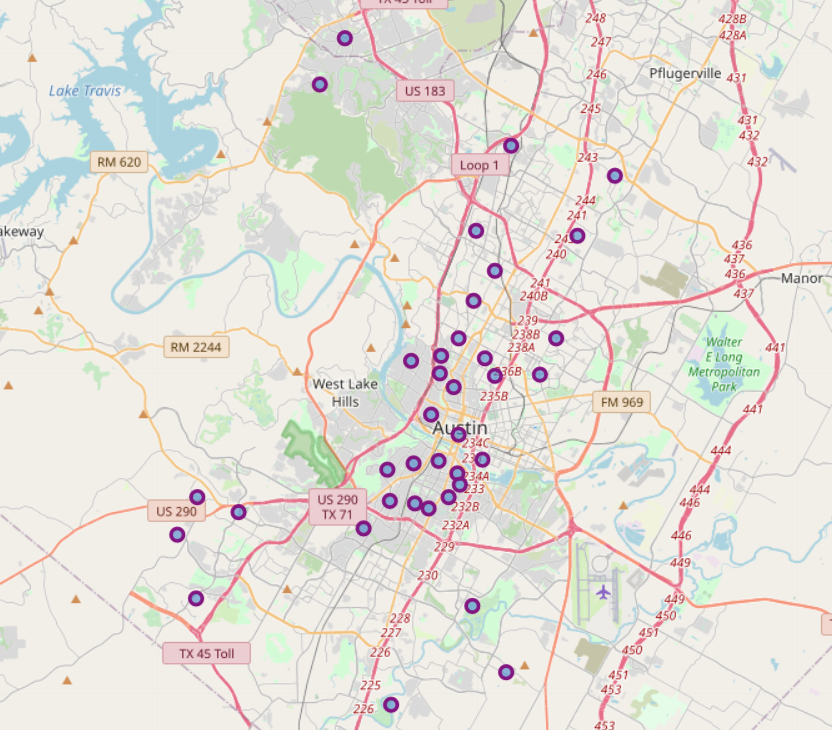 TX 45 Toll
248
428B
428A
247
Pflugerville
246
431
Lake Travis
US 183
245
431
432
RM 620
Loop 1
243
432
244
241
akeway
240
436
437
436
Manor
241
437
240B
239
238B
238A
RM 2244
Walter
E Long
Metropolitan
Park
441
West Lake
Hills
236B
235B
FM 969
441
Austin
234C
444
234A
233
444
US 290
TX 71
446
US 290
232B
232A
446
229
449
230
449
450
228
227
451
226
450
TX 45 Toll
451
225
453
226
453